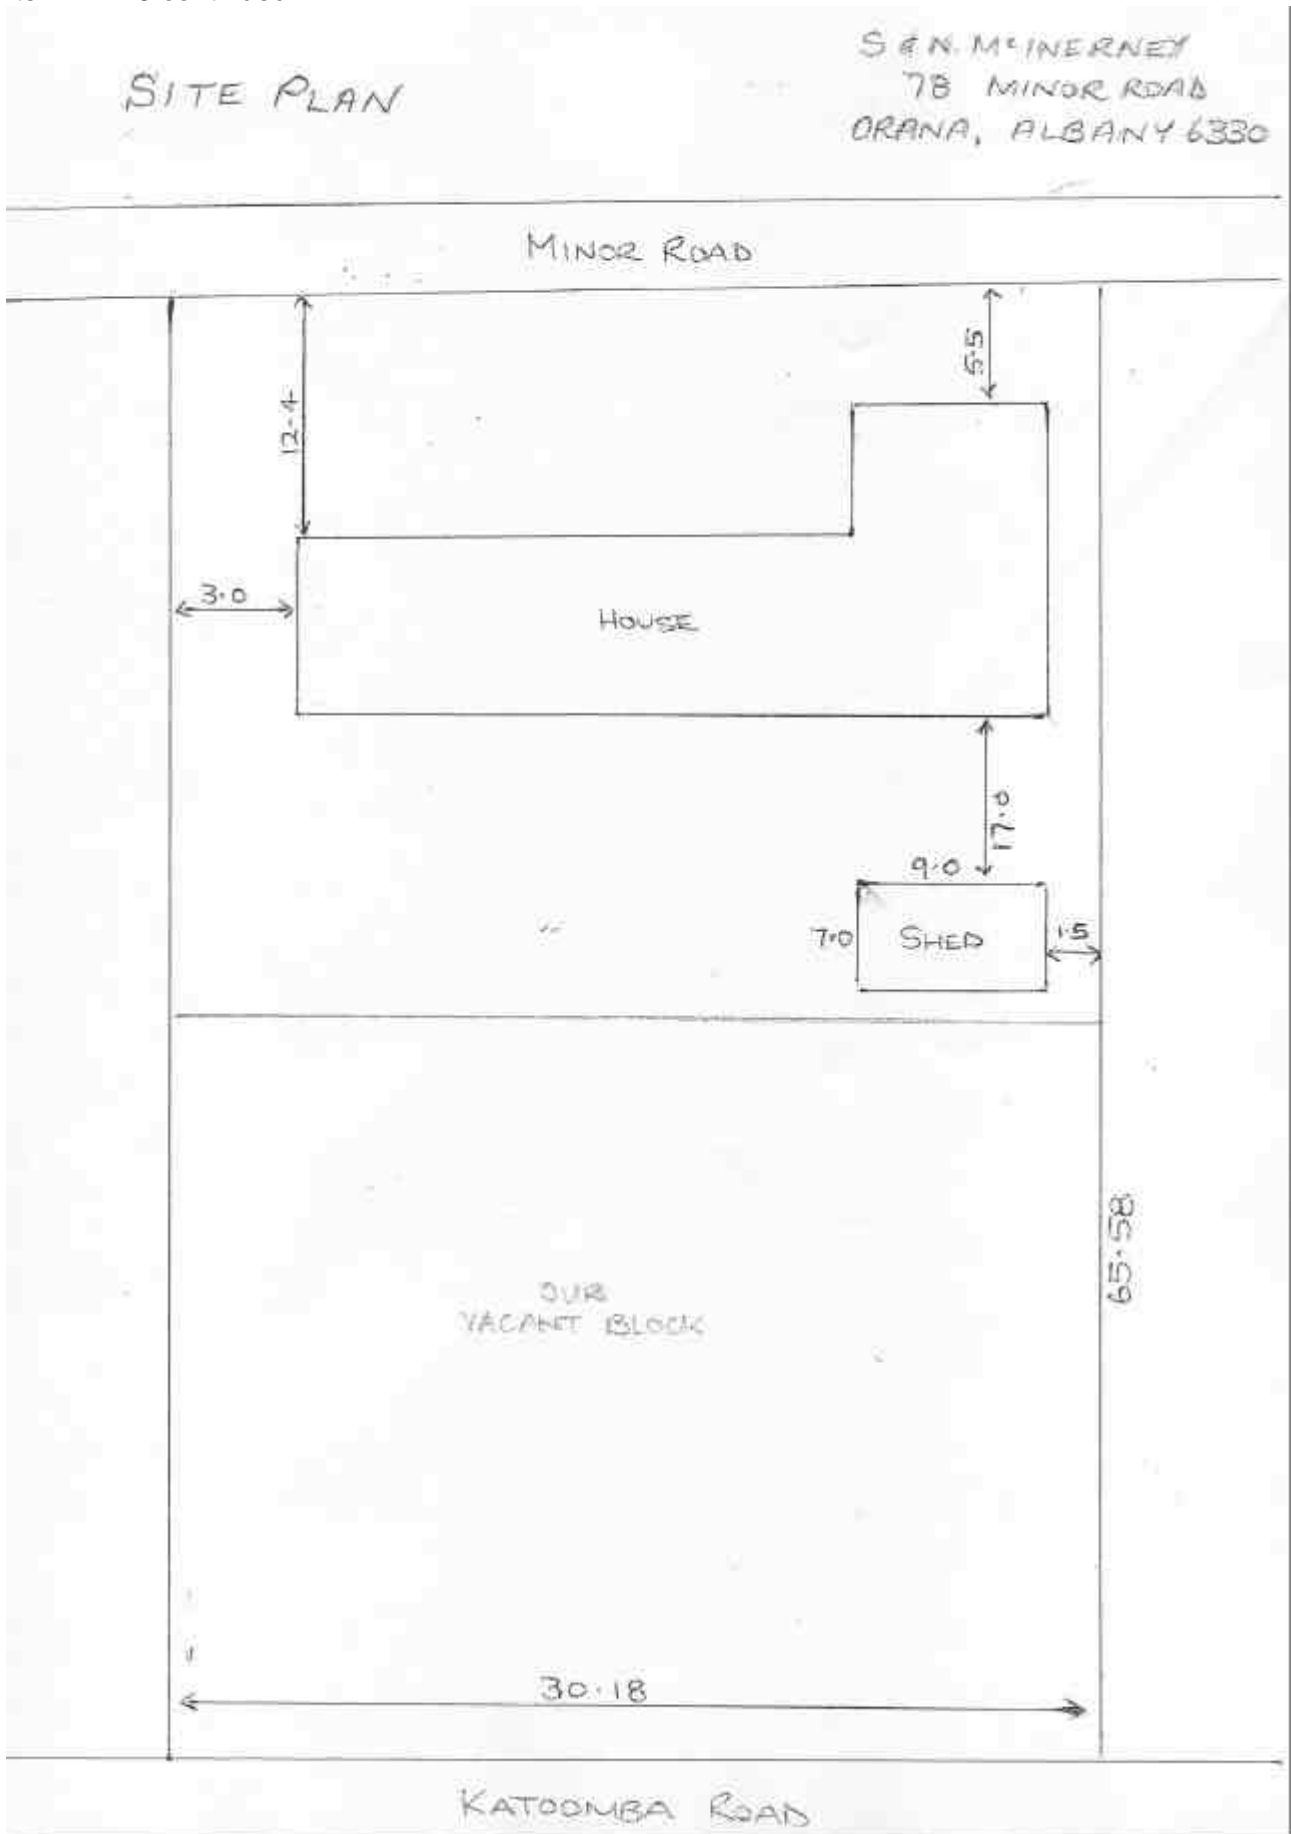 SITE PLAN
S & N. McINERNEY
78 MINOR ROAD
ORANA, ALBANY 6330
MINOR ROAD
12-4
5.5
3.0
HOUSE
17.0
9.0
7.0
SHED
1.5
65.58
OUR
VACANT BLOCK
30.18
KATOOMBA ROAD